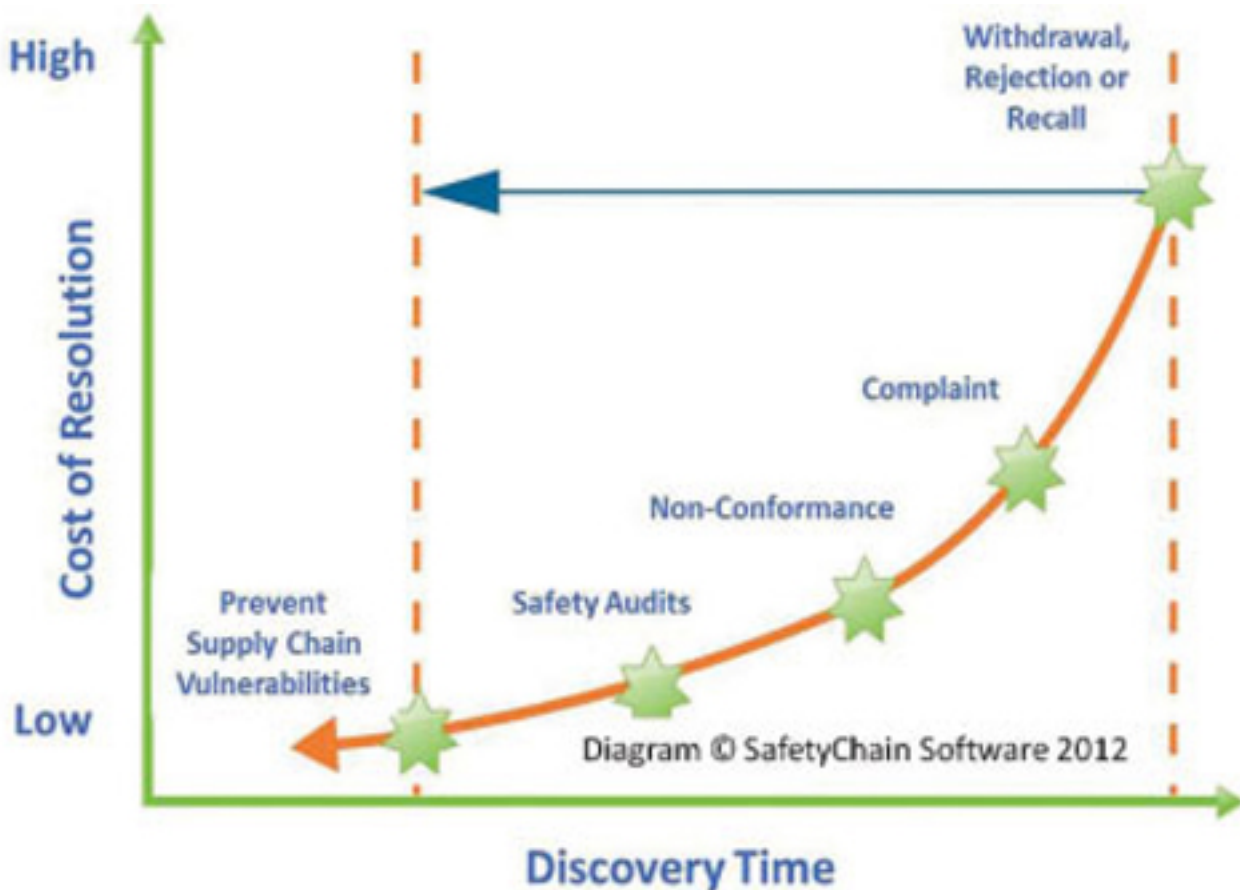 High
Withdrawal,
Rejection or
Recall
Cost of Resolution
Complaint
Non-Conformance
Safety Audits
Prevent
Supply Chain
Vulnerabilities
Low
Diagram © SafetyChain Software 2012
Discovery Time